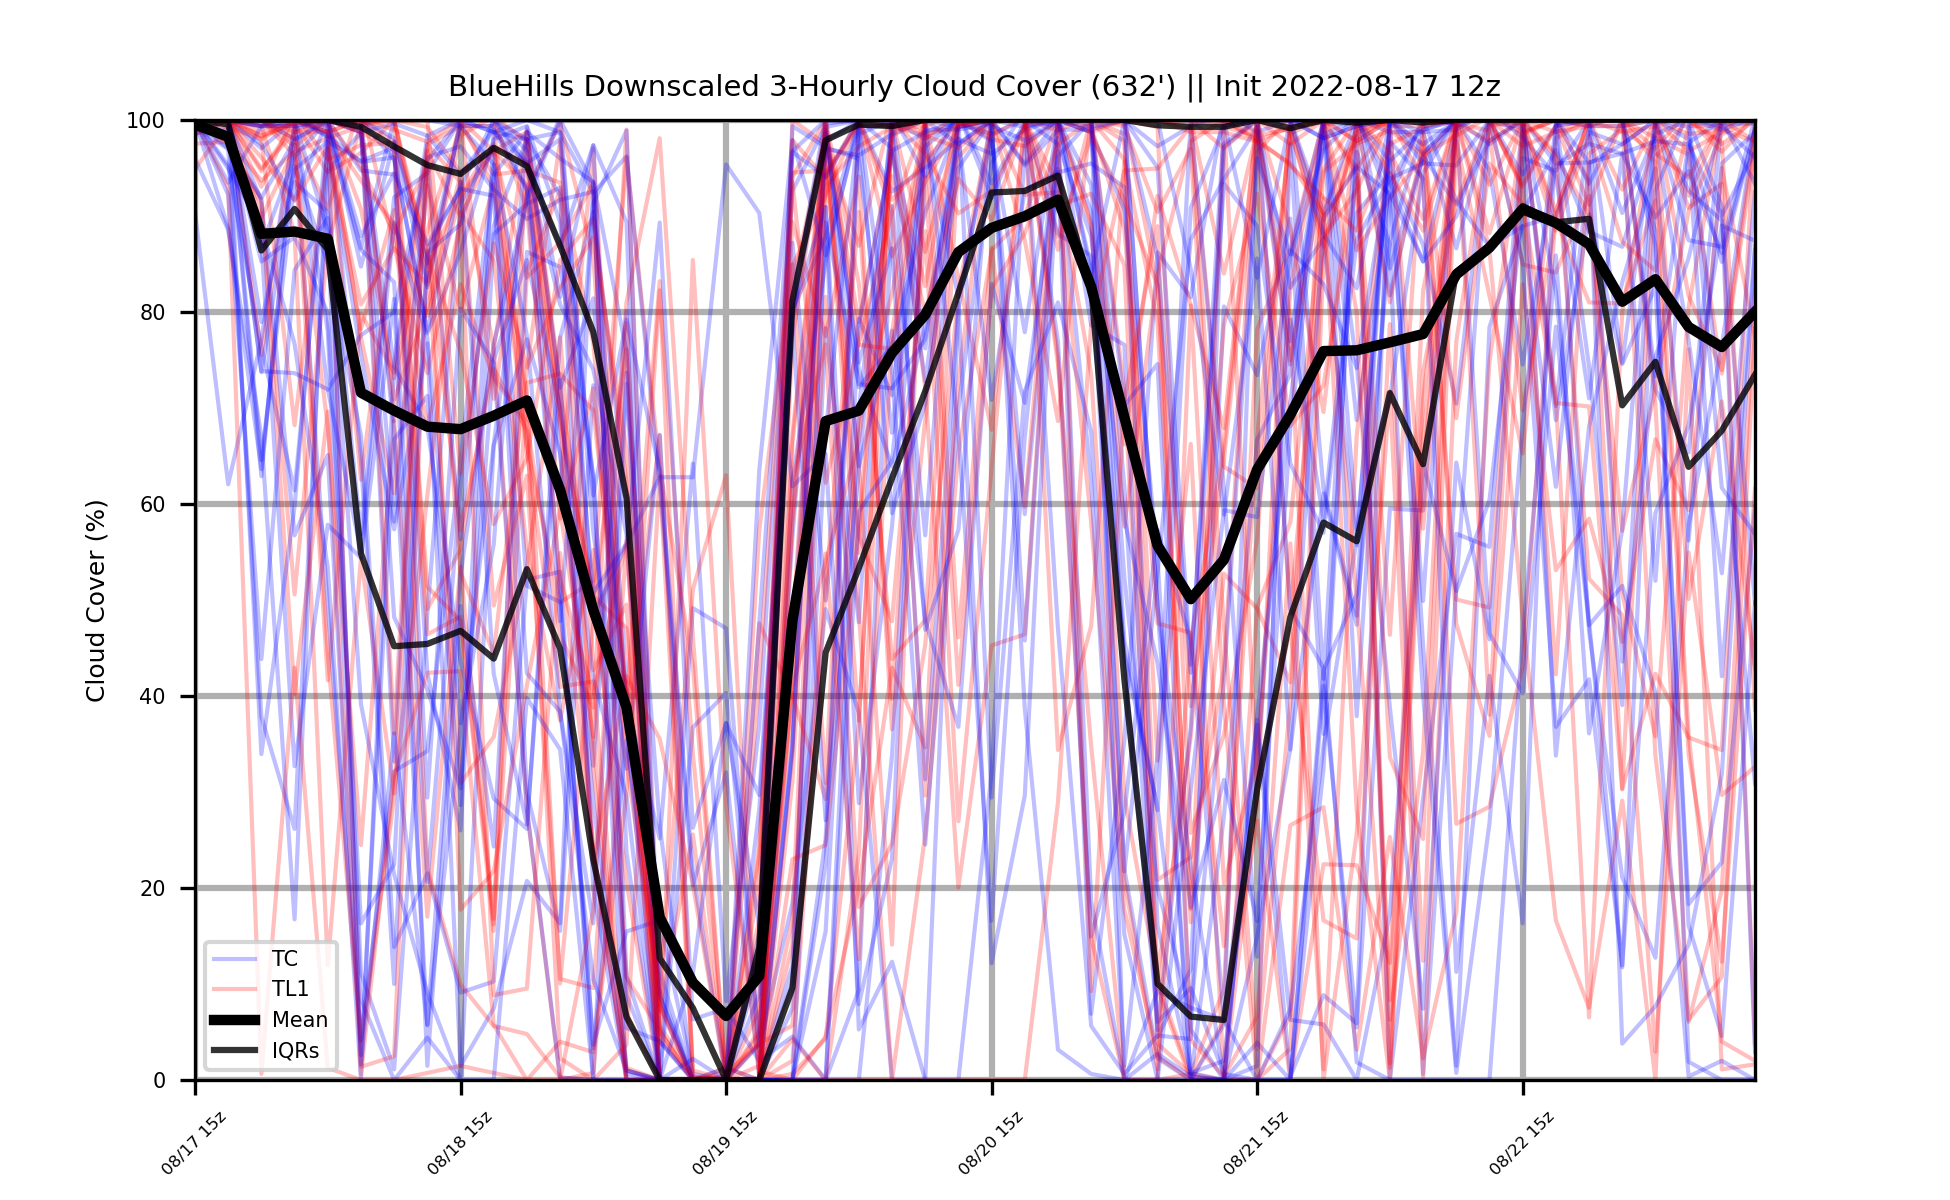 BlueHills Downscaled 3-Hourly Cloud Cover (632') || Init 2022-08-17 12z
Cloud Cover (%)
100
80
60
40
20
0
TC
TL1
Mean
IQRs
08/17 15z
08/18 15z
08/19 15z
08/20 15z
08/21 15z
08/22 15z